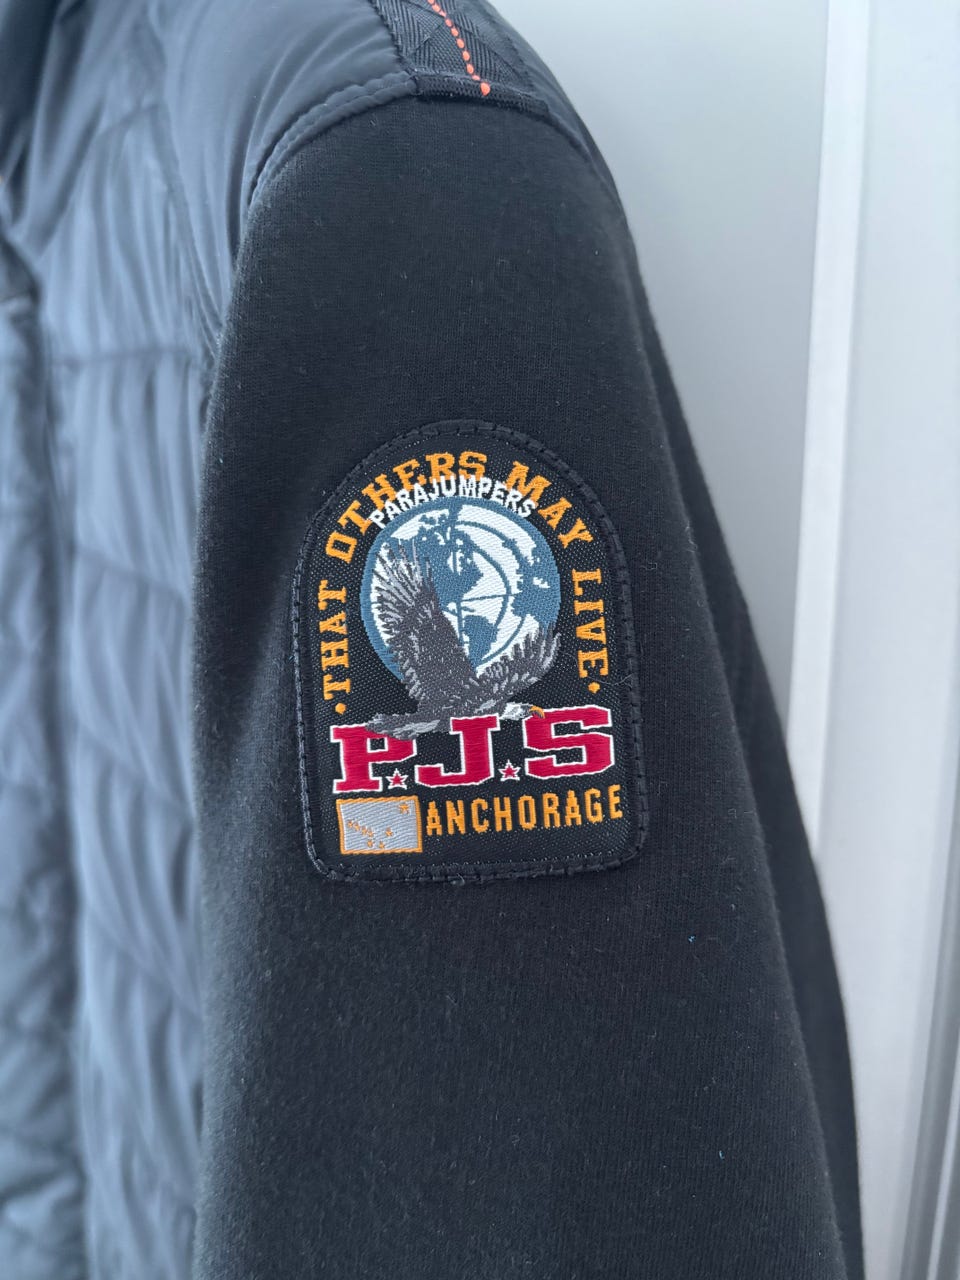 ·THAT OTHERS MAY LIVE·
PARAJUMPERS
P.J.S
ANCHORAGE